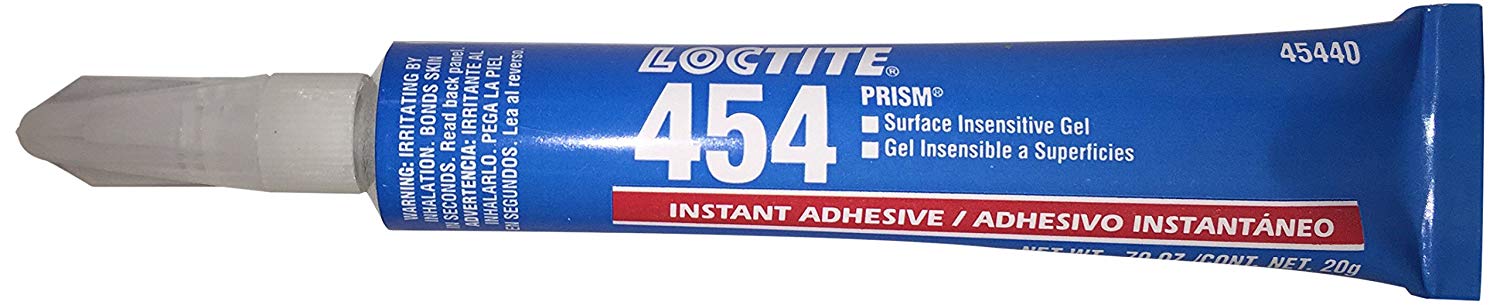 WARNING: IRRITATING BY
INHALATION. BONDS SKIN
IN SECONDS. Read back panel.
ADVERTENCIA: IRRITANTE AL
INHALARLO. PEGA LA PIEL
EN SEGUNDOS. Lea al reverso.
LOCTITE®
454
PRISM®
Surface Insensitive Gel
Gel Insensible a Superficies
INSTANT ADHESIVE / ADHESIVO INSTANTÁNEO
NET WT. .70 OZ./CONT. NET. 20g
45440